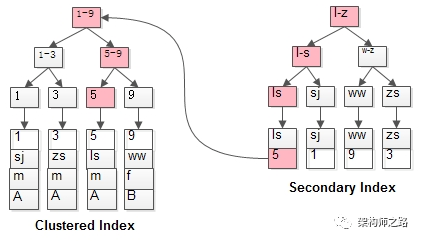 1-9
l-z
1-3
5-9
l-s
w-z
1
3
5
9
ls
sj
ww
zs
1
3
5
9
sj
zs
ls
ww
m
m
m
f
A
A
A
B
ls
sj
ww
zs
5
1
9
3
Clustered Index
Secondary Index
架构师之路